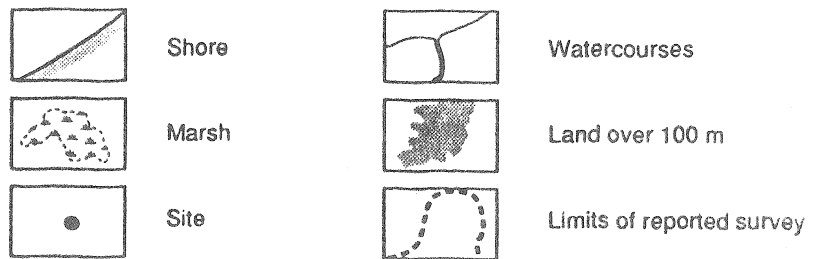 Shore
Watercourses
Marsh
Land over 100 m
Site
Limits of reported survey